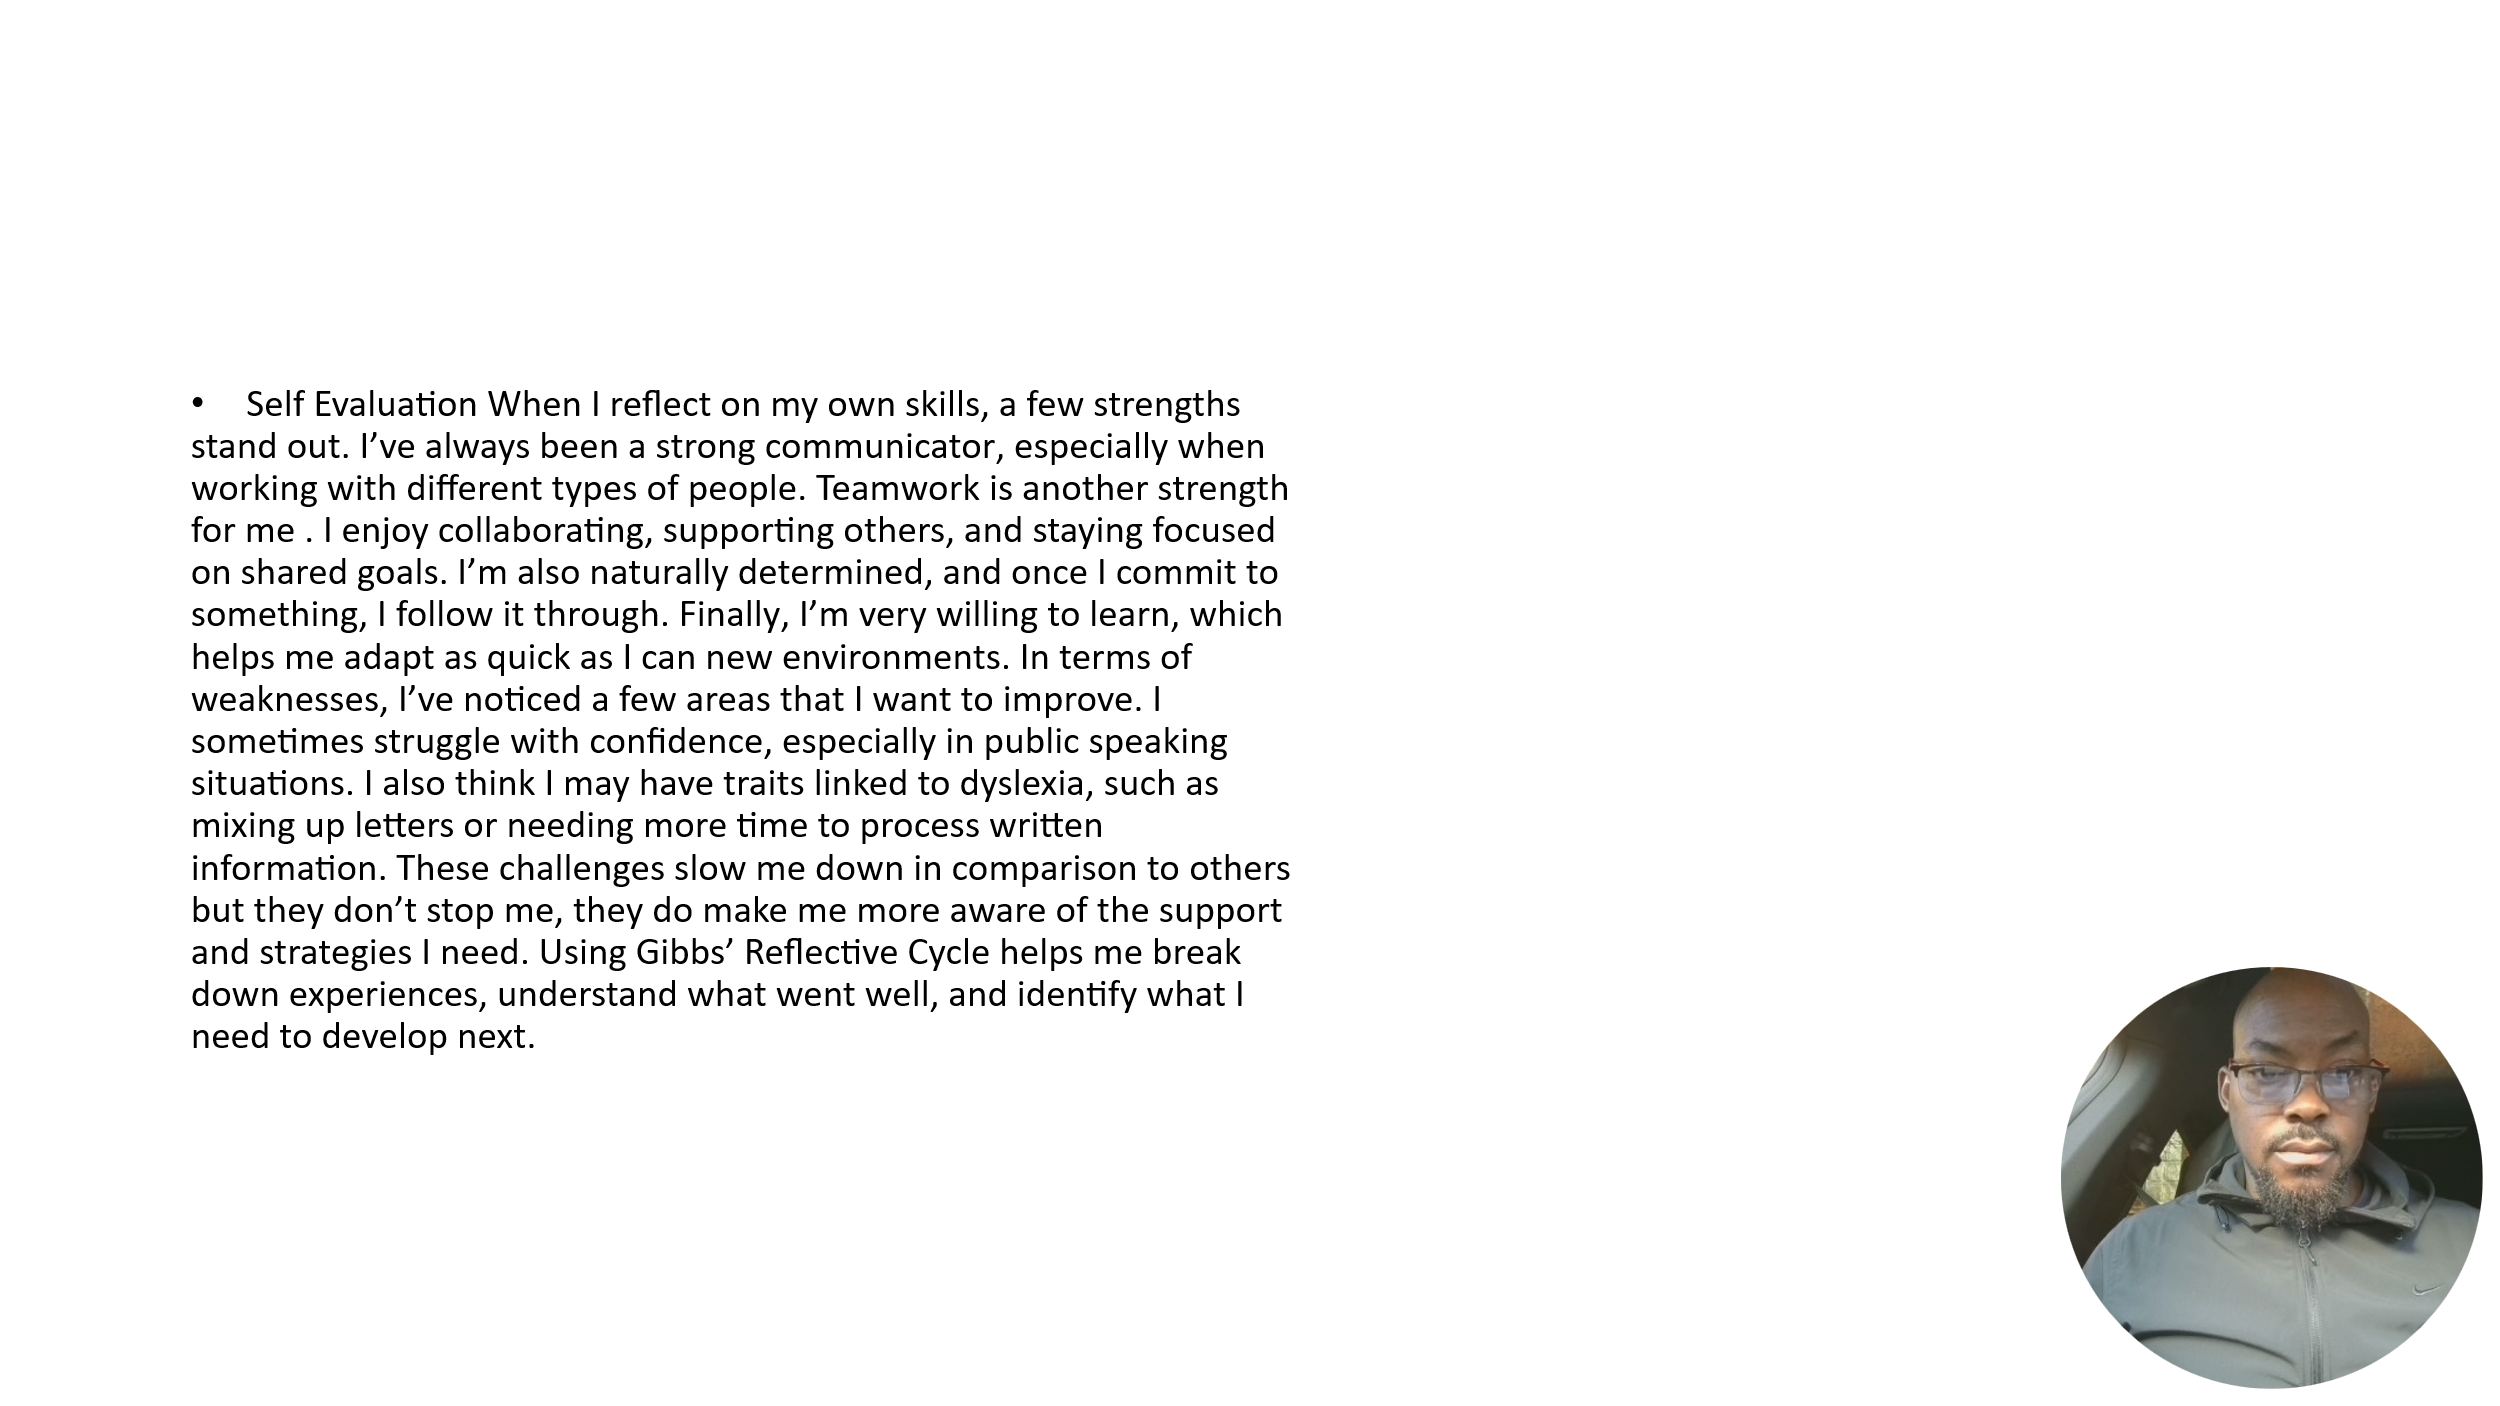 • Self Evaluation When I reflect on my own skills, a few strengths
stand out. I’ve always been a strong communicator, especially when
working with different types of people. Teamwork is another strength
for me . I enjoy collaborating, supporting others, and staying focused
on shared goals. I’m also naturally determined, and once I commit to
something, I follow it through. Finally, I’m very willing to learn, which
helps me adapt as quick as I can new environments. In terms of
weaknesses, I’ve noticed a few areas that I want to improve. I
sometimes struggle with confidence, especially in public speaking
situations. I also think I may have traits linked to dyslexia, such as
mixing up letters or needing more time to process written
information. These challenges slow me down in comparison to others
but they don’t stop me, they do make me more aware of the support
and strategies I need. Using Gibbs’ Reflective Cycle helps me break
down experiences, understand what went well, and identify what I
need to develop next.